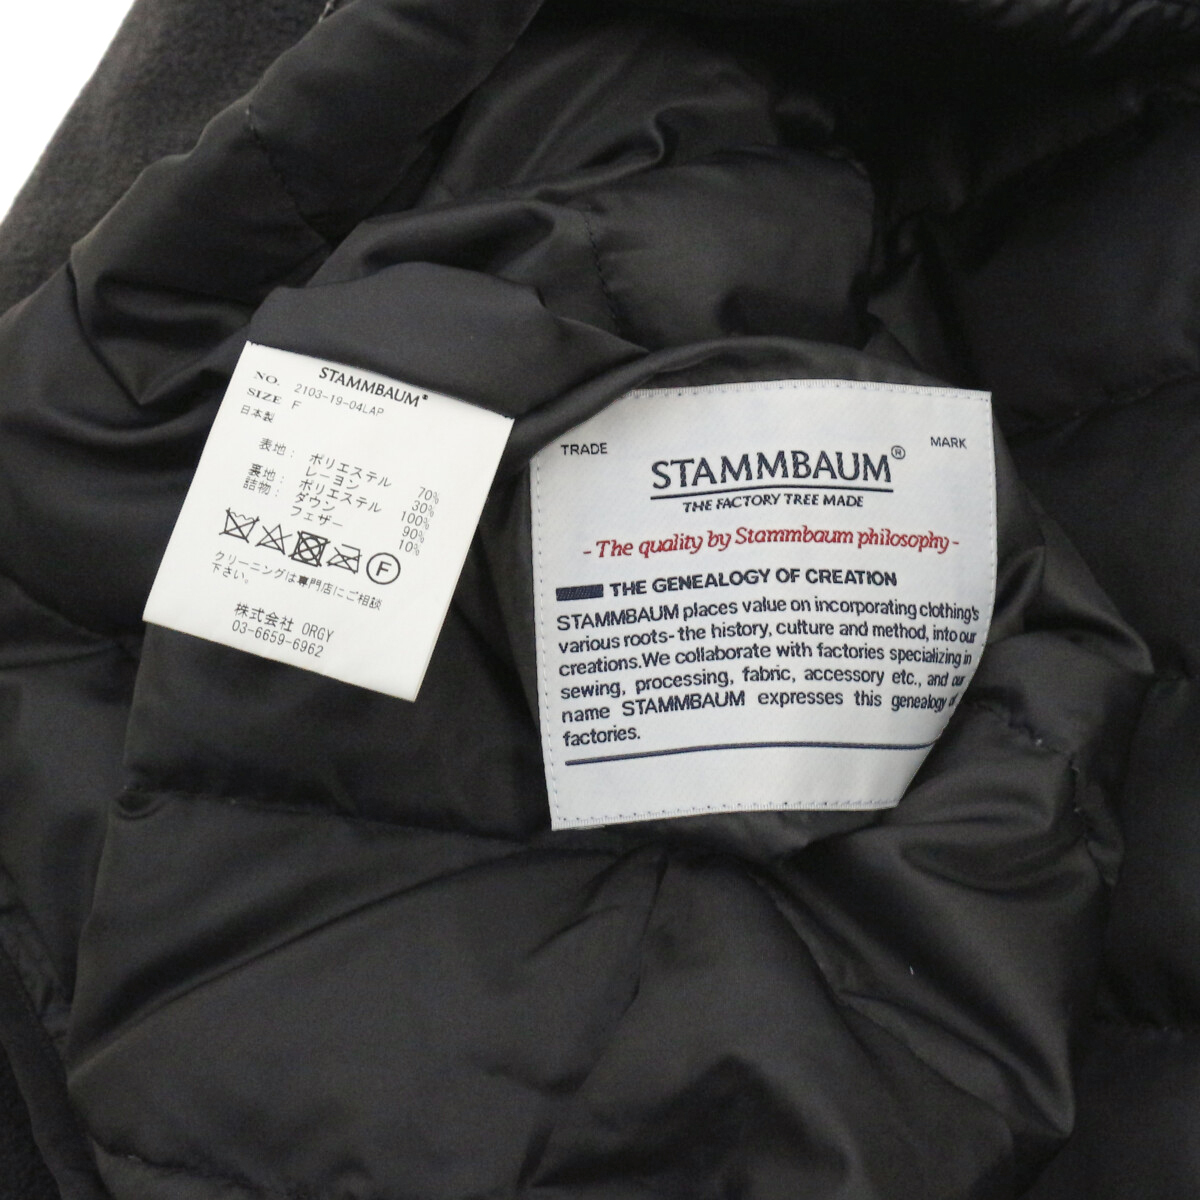 STAMMBAUM®
NO. 2103-19-04LAP
SIZE F
日本製
表地: ポリエステル 70%
レーヨン 30%
裏地: ポリエステル 100%
詰物: ダウン 90%
フェザー 10%
F
クリーニングは専門店にご相談
下さい。
株式会社 ORGY
03-6659-6962
TRADE MARK
STAMMBAUM®
THE FACTORY TREE MADE
- The quality by Stammbaum philosophy -
THE GENEALOGY OF CREATION
STAMMBAUM places value on incorporating clothing's
various roots- the history, culture and method, into our
creations.We collaborate with factories specializing in
sewing, processing, fabric, accessory etc., and our
name STAMMBAUM expresses this genealogy of
factories.